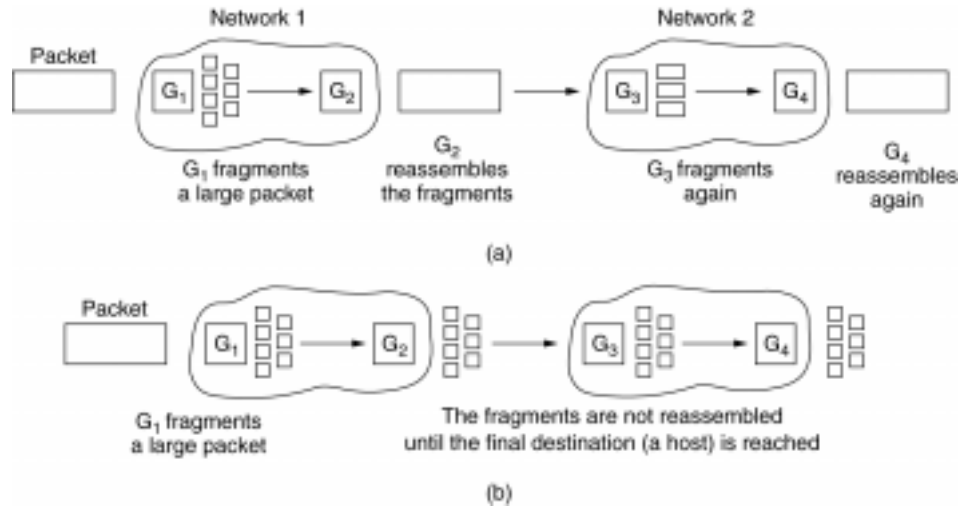 Network 1
Network 2
Packet
G1
G2
G3
G4
G1 fragments
a large packet
G2
reassembles
the fragments
G3 fragments
again
G4
reassembles
again
(a)
Packet
G1
G2
G3
G4
G1 fragments
a large packet
The fragments are not reassembled
until the final destination (a host) is reached
(b)